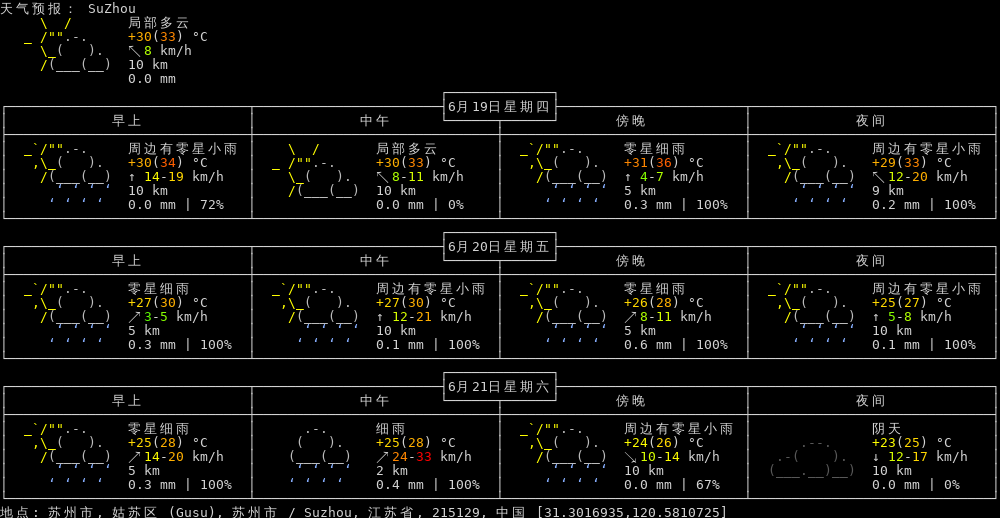 天气预报： SuZhou
局部多云
+30(33) °C
↖ 8 km/h
10 km
0.0 mm
6月19日星期四
早上 中午 傍晚 夜间
周边有零星小雨 局部多云 零星细雨 周边有零星小雨
+30(34) °C +30(33) °C +31(36) °C +29(33) °C
↑ 14-19 km/h ↖ 8-11 km/h ↑ 4-7 km/h ↖ 12-20 km/h
10 km 10 km 5 km 9 km
0.0 mm | 72% 0.0 mm | 0% 0.3 mm | 100% 0.2 mm | 100%
6月20日星期五
早上 中午 傍晚 夜间
零星细雨 周边有零星小雨 零星细雨 周边有零星小雨
+27(30) °C +27(30) °C +26(28) °C +25(27) °C
↗ 3-5 km/h ↑ 12-21 km/h ↗ 8-11 km/h ↑ 5-8 km/h
5 km 10 km 5 km 10 km
0.3 mm | 100% 0.1 mm | 100% 0.6 mm | 100% 0.1 mm | 100%
6月21日星期六
早上 中午 傍晚 夜间
零星细雨 细雨 周边有零星小雨 阴天
+25(28) °C +25(28) °C +24(26) °C +23(25) °C
↗ 14-20 km/h ↗ 24-33 km/h ↘ 10-14 km/h ↓ 12-17 km/h
5 km 2 km 10 km 10 km
0.3 mm | 100% 0.4 mm | 100% 0.0 mm | 67% 0.0 mm | 0%
地点: 苏州市, 姑苏区 (Gusu), 苏州市 / Suzhou, 江苏省, 215129, 中国 [31.3016935,120.5810725]